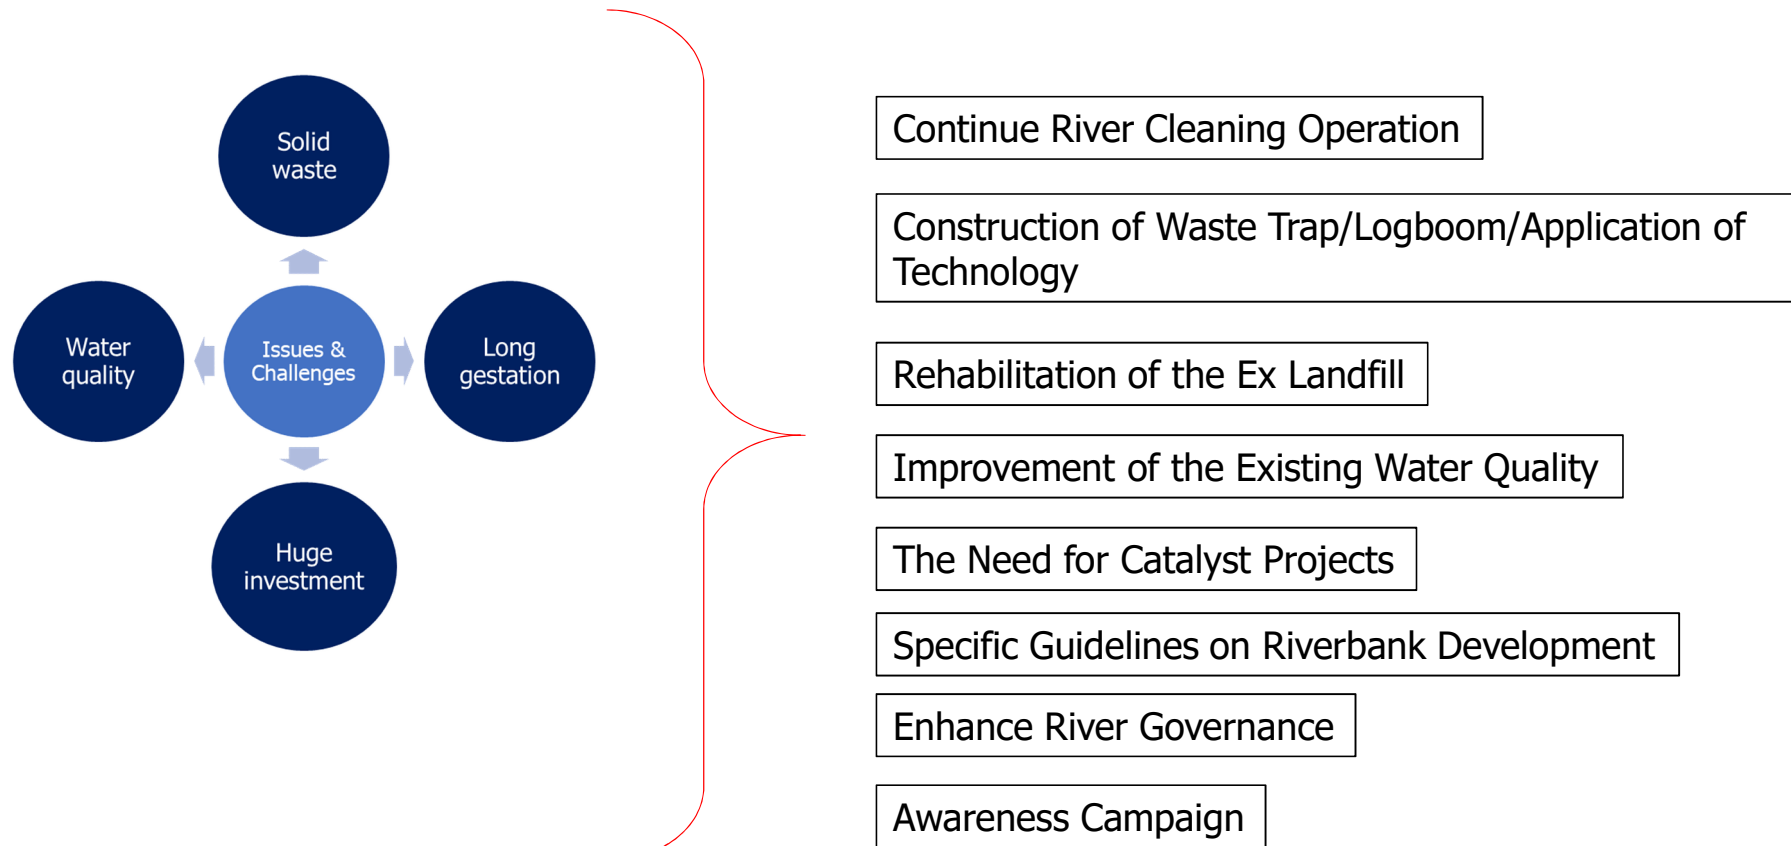 Solid
waste
Water
quality
Issues &
Challenges
Long
gestation
Huge
investment
Continue River Cleaning Operation
Construction of Waste Trap/Logboom/Application of
Technology
Rehabilitation of the Ex Landfill
Improvement of the Existing Water Quality
The Need for Catalyst Projects
Specific Guidelines on Riverbank Development
Enhance River Governance
Awareness Campaign